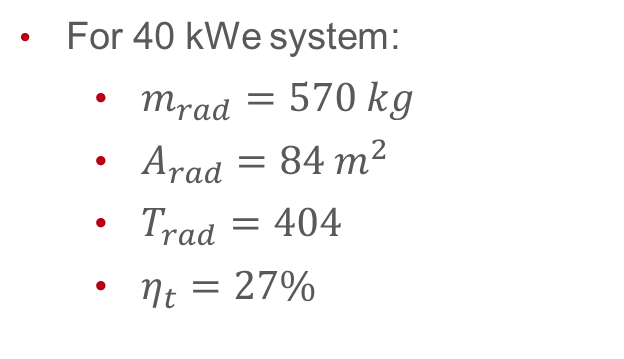 • For 40 kWe system:
• m_rad = 570 kg
• A_rad = 84 m²
• T_rad = 404
• η_t = 27%